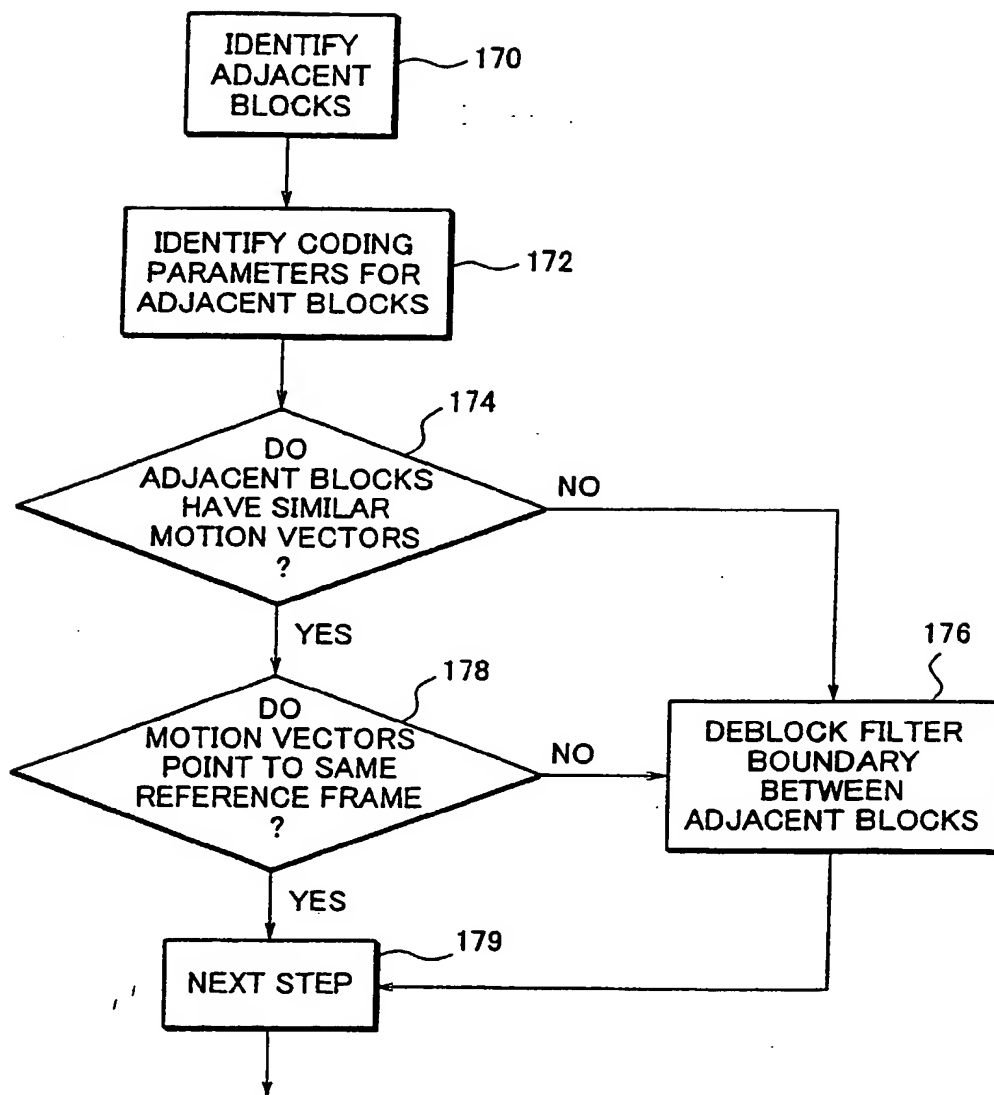 IDENTIFY
ADJACENT
BLOCKS
170
IDENTIFY CODING
PARAMETERS FOR
ADJACENT BLOCKS
172
174
DO
ADJACENT BLOCKS
HAVE SIMILAR
MOTION VECTORS
?
NO
YES
178
176
DO
MOTION VECTORS
POINT TO SAME
REFERENCE FRAME
?
NO
DEBLOCK FILTER
BOUNDARY
BETWEEN
ADJACENT BLOCKS
YES
179
NEXT STEP